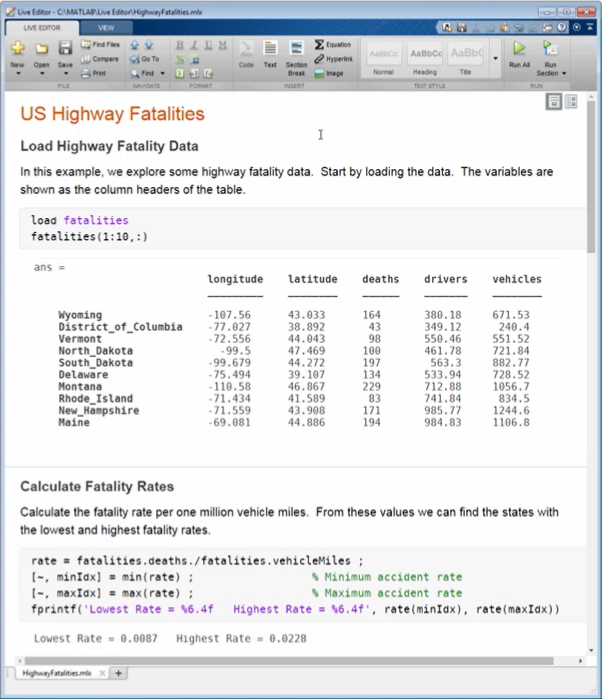 Live Editor - C:\MATLAB\Live Editor\HighwayFatalities.mlx
LIVE EDITOR VIEW
New Open Save Find Files Compare Print Go To Find B I U M Code Text Section Break Equation Hyperlink Image AaBbCc Normal AaBbCc Heading AaBb Title Run All Run Section
FILE NAVIGATE FORMAT INSERT TEXT STYLE RUN
US Highway Fatalities
Load Highway Fatality Data
In this example, we explore some highway fatality data. Start by loading the data. The variables are
shown as the column headers of the table.
load fatalities
fatalities(1:10,:)
ans =
longitude latitude deaths drivers vehicles
Wyoming -107.56 43.033 164 380.18 671.53
District_of_Columbia -77.027 38.892 43 349.12 240.4
Vermont -72.556 44.043 98 550.46 551.52
North_Dakota -99.5 47.469 100 461.78 721.84
South_Dakota -99.679 44.272 197 563.3 882.77
Delaware -75.494 39.107 134 533.94 728.52
Montana -110.58 46.867 229 712.88 1056.7
Rhode_Island -71.434 41.589 83 741.84 834.5
New_Hampshire -71.559 43.908 171 985.77 1244.6
Maine -69.081 44.886 194 984.83 1106.8
Calculate Fatality Rates
Calculate the fatality rate per one million vehicle miles. From these values we can find the states with
the lowest and highest fatality rates.
rate = fatalities.deaths./fatalities.vehicleMiles ;
[~, minIdx] = min(rate) ; % Minimum accident rate
[~, maxIdx] = max(rate) ; % Maximum accident rate
fprintf('Lowest Rate = %6.4f Highest Rate = %6.4f', rate(minIdx), rate(maxIdx))
Lowest Rate = 0.0087 Highest Rate = 0.0228
HighwayFatalities.mlx